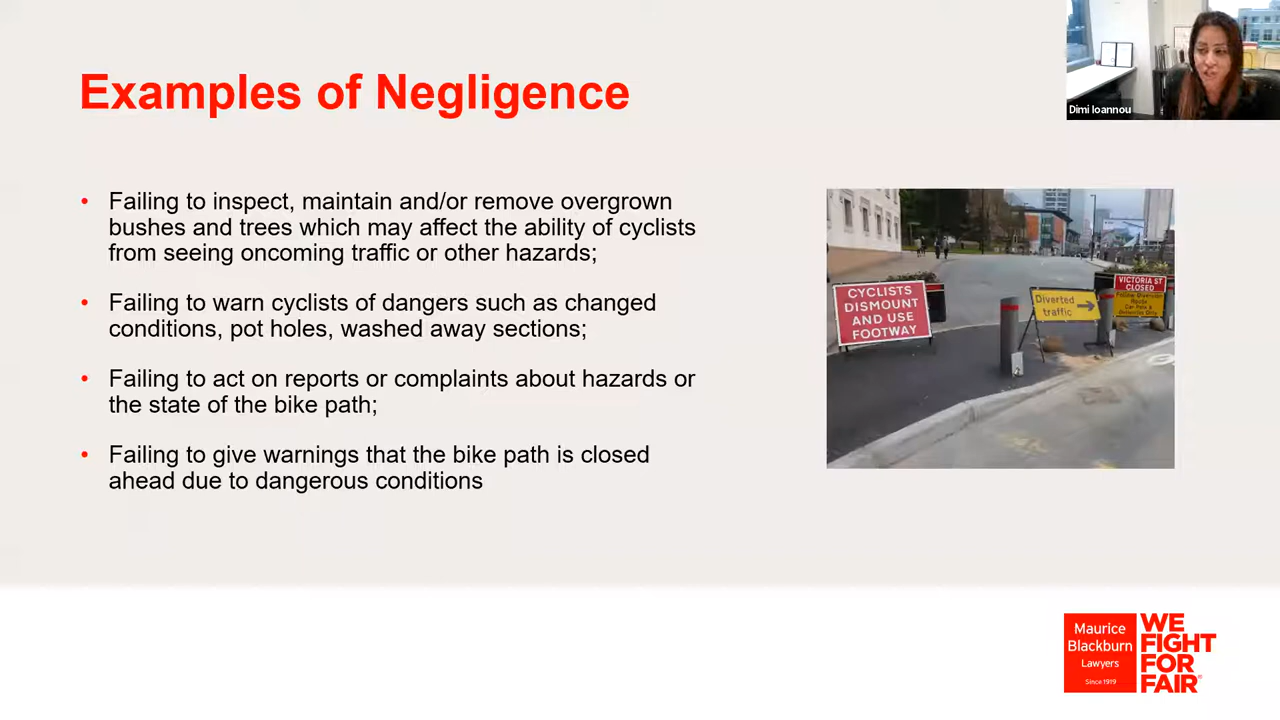 Examples of Negligence
Dimi Ioannou
• Failing to inspect, maintain and/or remove overgrown
bushes and trees which may affect the ability of cyclists
from seeing oncoming traffic or other hazards;
• Failing to warn cyclists of dangers such as changed
conditions, pot holes, washed away sections;
• Failing to act on reports or complaints about hazards or
the state of the bike path;
• Failing to give warnings that the bike path is closed
ahead due to dangerous conditions
CYCLISTS
DISMOUNT
AND USE
FOOTWAY
Diverted
traffic
VICTORIA ST
CLOSED
Maurice
Blackburn
Lawyers
Since 1919
WE
FIGHT
FOR
FAIR